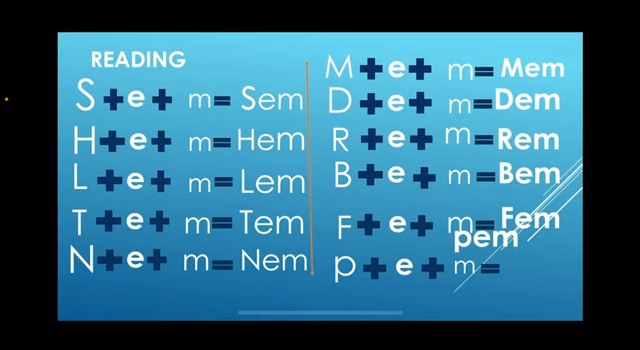 READING
S + e + m = Sem
H + e + m = Hem
L + e + m = Lem
T + e + m = Tem
N + e + m = Nem
M + e + m = Mem
D + e + m = Dem
R + e + m = Rem
B + e + m = Bem
F + e + m = Fem
p + e + m = pem